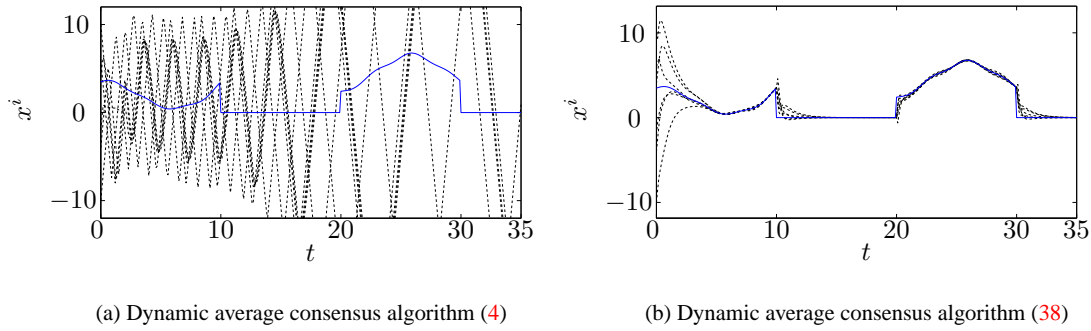 10
0
−10
x^i
0 10 20 30 35
t
(a) Dynamic average consensus algorithm (4)
10
0
−10
x^i
0 10 20 30 35
t
(b) Dynamic average consensus algorithm (38)